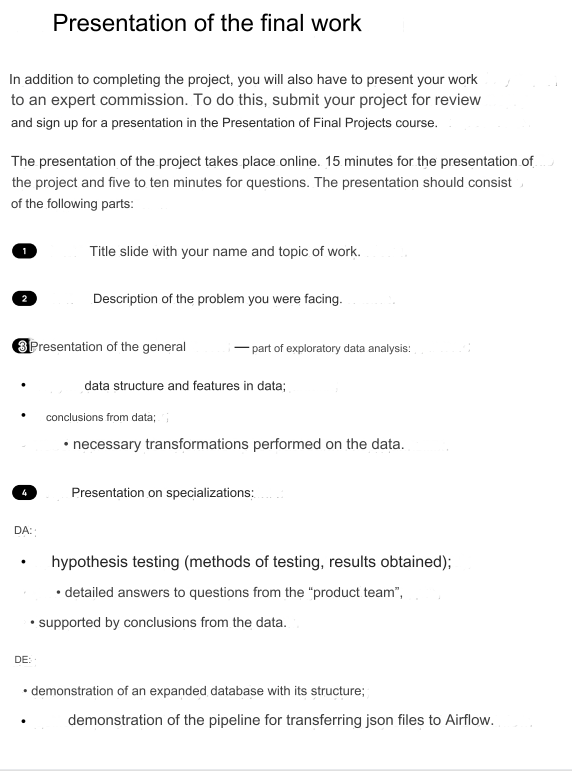 Presentation of the final work
In addition to completing the project, you will also have to present your work
to an expert commission. To do this, submit your project for review
and sign up for a presentation in the Presentation of Final Projects course.
The presentation of the project takes place online. 15 minutes for the presentation of
the project and five to ten minutes for questions. The presentation should consist
of the following parts:
1 Title slide with your name and topic of work.
2 Description of the problem you were facing.
3 Presentation of the general — part of exploratory data analysis:
• data structure and features in data;
• conclusions from data;
• necessary transformations performed on the data.
4 Presentation on specializations:
DA:
• hypothesis testing (methods of testing, results obtained);
• detailed answers to questions from the “product team”,
• supported by conclusions from the data.
DE:
• demonstration of an expanded database with its structure;
• demonstration of the pipeline for transferring json files to Airflow.